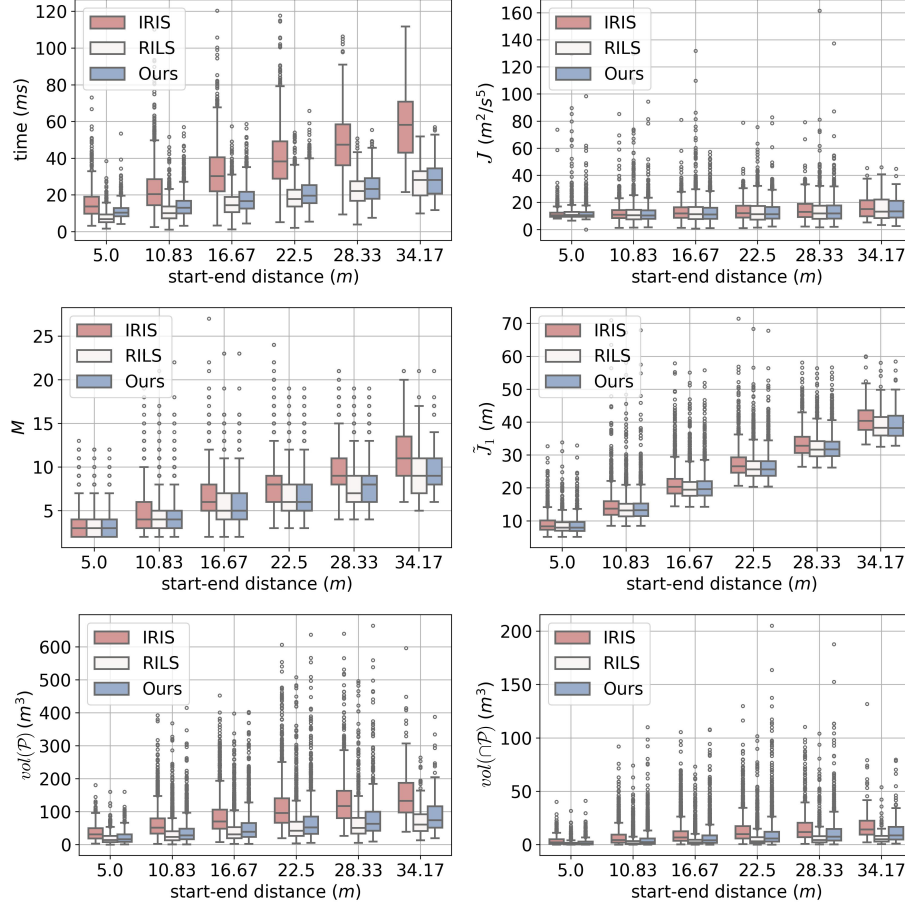 120
100
80
60
40
20
0
time (ms)
IRIS
RILS
Ours
5.0 10.83 16.67 22.5 28.33 34.17
start-end distance (m)
160
140
120
100
80
60
40
20
0
J (m²/s⁵)
IRIS
RILS
Ours
5.0 10.83 16.67 22.5 28.33 34.17
start-end distance (m)
25
20
15
10
5
M
IRIS
RILS
Ours
5.0 10.83 16.67 22.5 28.33 34.17
start-end distance (m)
70
60
50
40
30
20
10
J̃₁ (m)
IRIS
RILS
Ours
5.0 10.83 16.67 22.5 28.33 34.17
start-end distance (m)
600
500
400
300
200
100
0
vol(𝒫) (m³)
IRIS
RILS
Ours
5.0 10.83 16.67 22.5 28.33 34.17
start-end distance (m)
200
150
100
50
0
vol(∩𝒫) (m³)
IRIS
RILS
Ours
5.0 10.83 16.67 22.5 28.33 34.17
start-end distance (m)